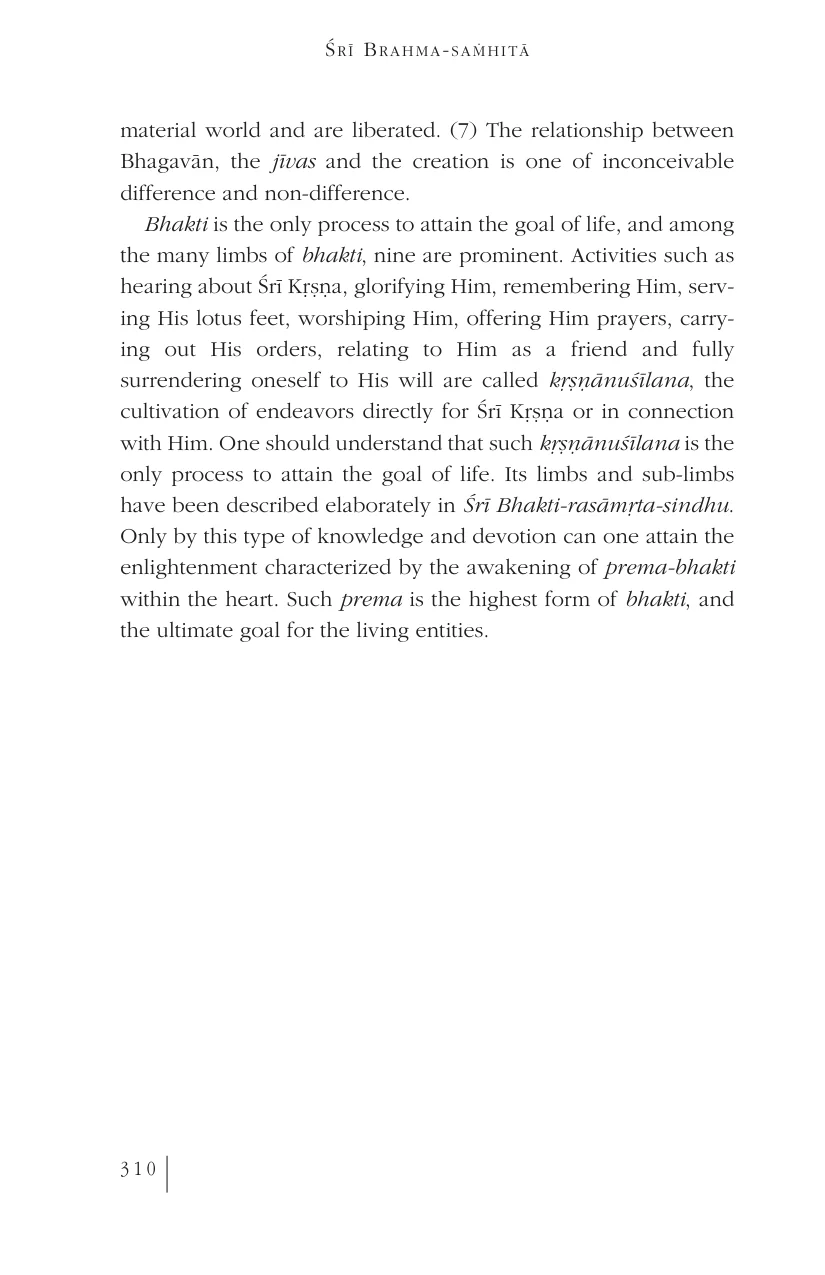 Śrī Brahma-saṁhitā
material world and are liberated. (7) The relationship between
Bhagavān, the jīvas and the creation is one of inconceivable
difference and non-difference.
Bhakti is the only process to attain the goal of life, and among
the many limbs of bhakti, nine are prominent. Activities such as
hearing about Śrī Kṛṣṇa, glorifying Him, remembering Him, serv-
ing His lotus feet, worshiping Him, offering Him prayers, carry-
ing out His orders, relating to Him as a friend and fully
surrendering oneself to His will are called kṛṣṇānuśīlana, the
cultivation of endeavors directly for Śrī Kṛṣṇa or in connection
with Him. One should understand that such kṛṣṇānuśīlana is the
only process to attain the goal of life. Its limbs and sub-limbs
have been described elaborately in Śrī Bhakti-rasāmṛta-sindhu.
Only by this type of knowledge and devotion can one attain the
enlightenment characterized by the awakening of prema-bhakti
within the heart. Such prema is the highest form of bhakti, and
the ultimate goal for the living entities.
310